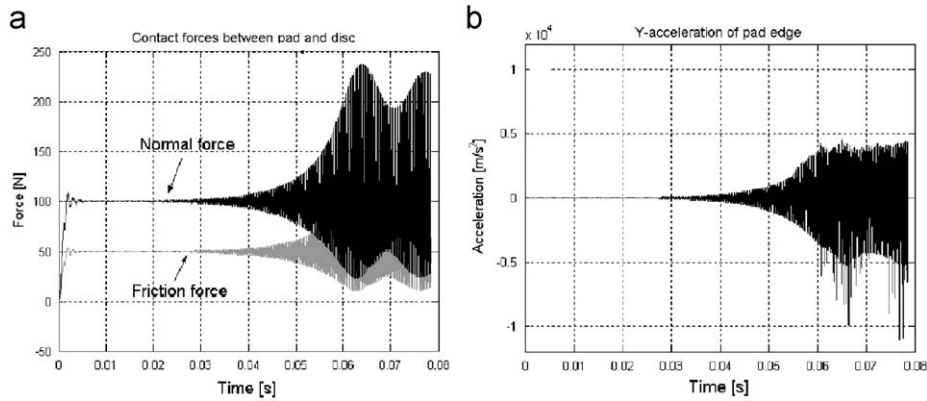 a
Contact forces between pad and disc
250
200
150
100
50
0
-50
Force [N]
Normal force
Friction force
0 0.01 0.02 0.03 0.04 0.05 0.06 0.07 0.08
Time [s]
b
x 10⁴
Y-acceleration of pad edge
1
0.5
0
-0.5
-1
Acceleration [m/s²]
0 0.01 0.02 0.03 0.04 0.05 0.06 0.07 0.08
Time [s]